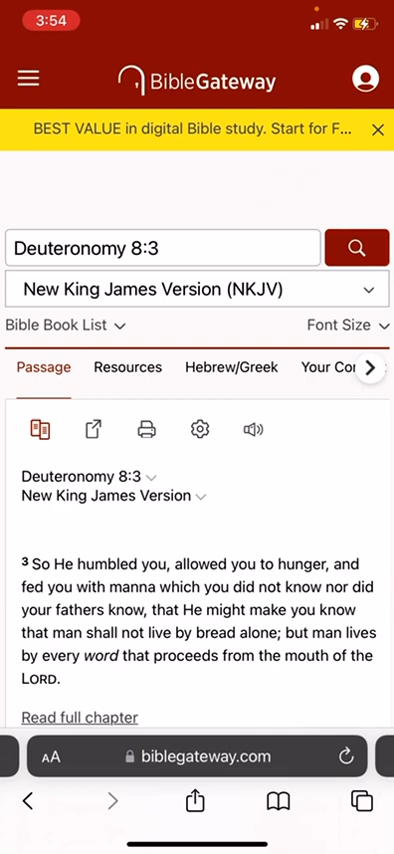 3:54
BibleGateway
BEST VALUE in digital Bible study. Start for F...
Deuteronomy 8:3
New King James Version (NKJV)
Bible Book List
Font Size
Passage Resources Hebrew/Greek Your Cor
Deuteronomy 8:3
New King James Version
3 So He humbled you, allowed you to hunger, and
fed you with manna which you did not know nor did
your fathers know, that He might make you know
that man shall not live by bread alone; but man lives
by every word that proceeds from the mouth of the
LORD.
Read full chapter
AA biblegateway.com